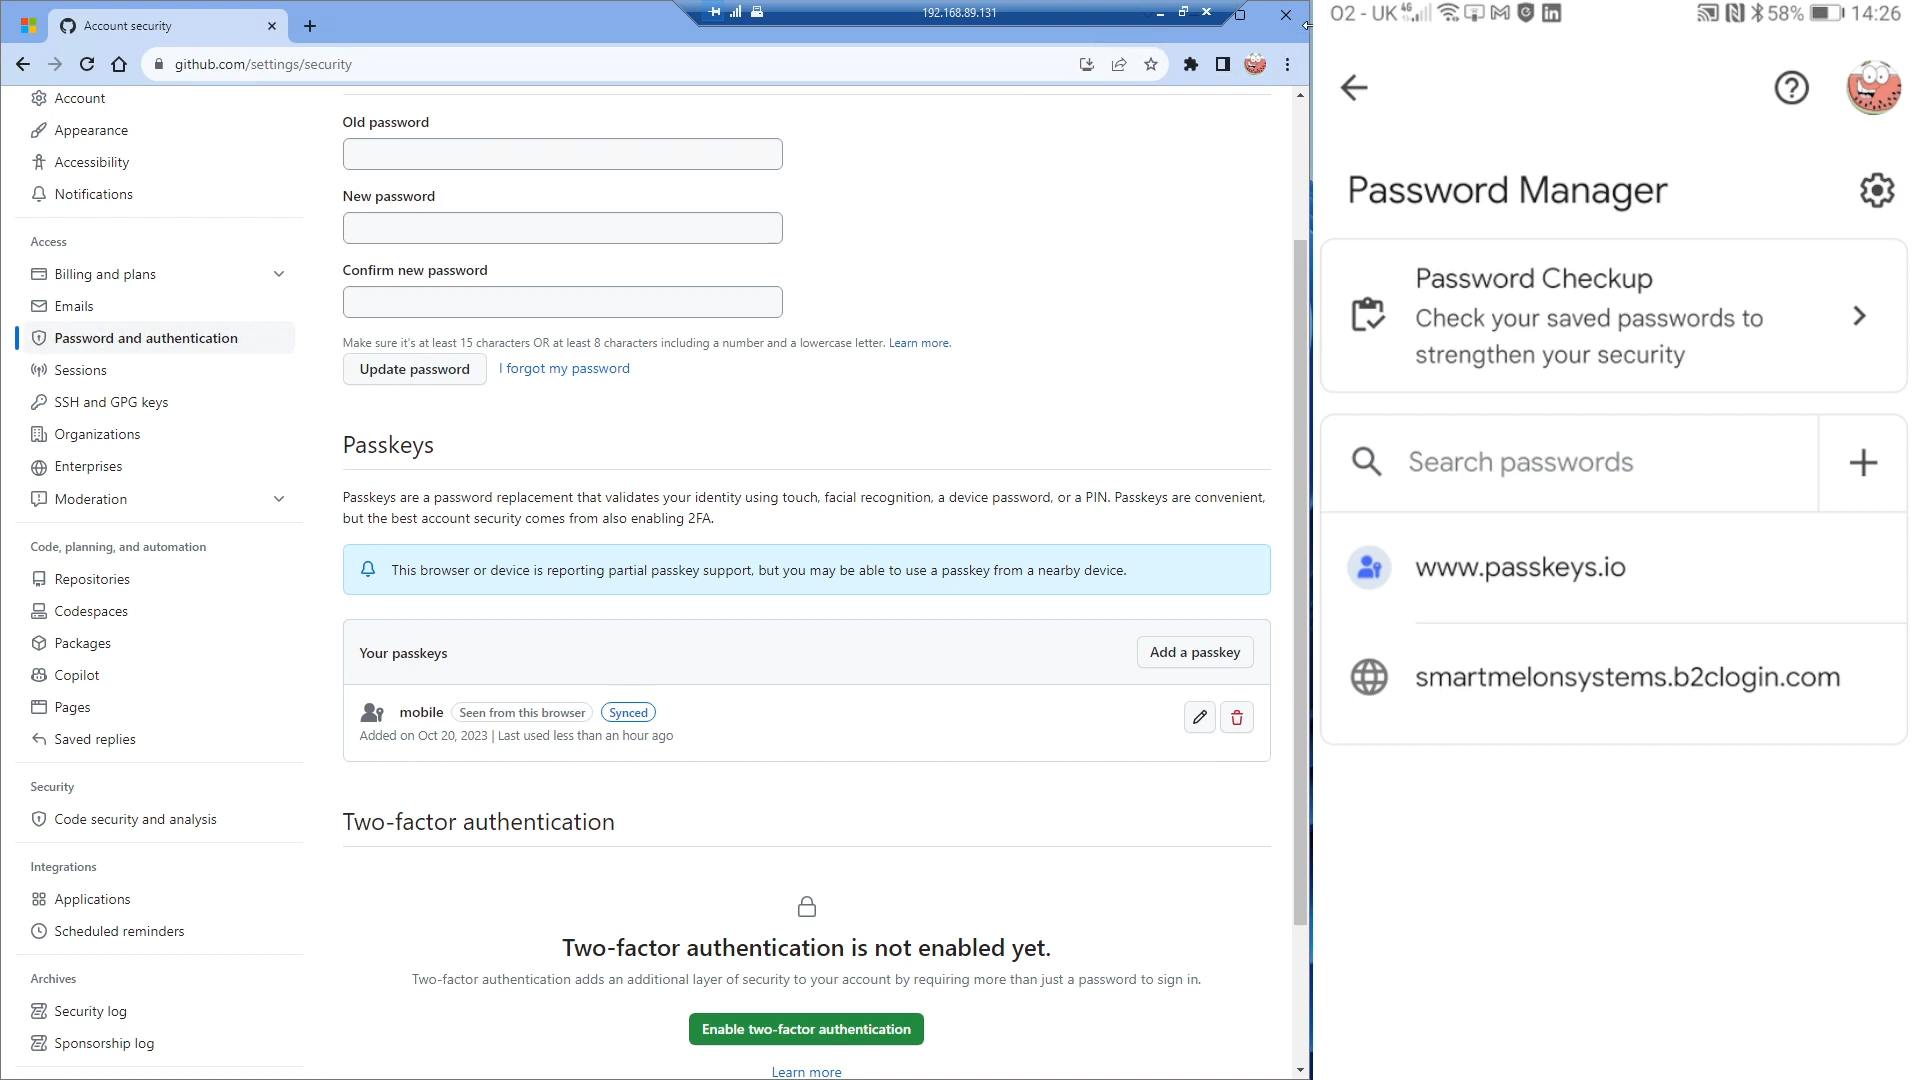 Account security
192.168.89.131
github.com/settings/security
Account
Appearance
Accessibility
Notifications
Access
Billing and plans
Emails
Password and authentication
Sessions
SSH and GPG keys
Organizations
Enterprises
Moderation
Code, planning, and automation
Repositories
Codespaces
Packages
Copilot
Pages
Saved replies
Security
Code security and analysis
Integrations
Applications
Scheduled reminders
Archives
Security log
Sponsorship log
Old password
New password
Confirm new password
Make sure it's at least 15 characters OR at least 8 characters including a number and a lowercase letter. Learn more.
Update password
I forgot my password
Passkeys
Passkeys are a password replacement that validates your identity using touch, facial recognition, a device password, or a PIN. Passkeys are convenient,
but the best account security comes from also enabling 2FA.
This browser or device is reporting partial passkey support, but you may be able to use a passkey from a nearby device.
Your passkeys
Add a passkey
mobile Seen from this browser Synced
Added on Oct 20, 2023 | Last used less than an hour ago
Two-factor authentication
Two-factor authentication is not enabled yet.
Two-factor authentication adds an additional layer of security to your account by requiring more than just a password to sign in.
Enable two-factor authentication
Learn more
O2 - UK 4G 58% 14:26
Password Manager
Password Checkup
Check your saved passwords to
strengthen your security
Search passwords
www.passkeys.io
smartmelonsystems.b2clogin.com